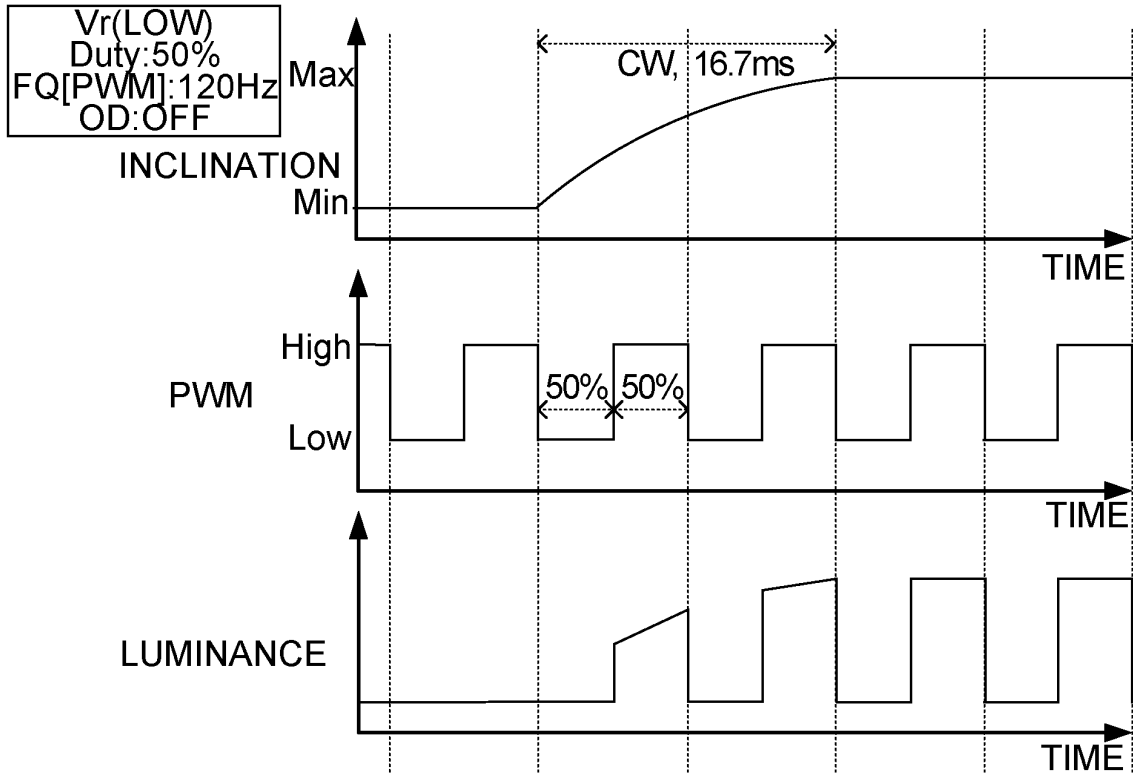 Vr(LOW)
Duty:50%
FQ[PWM]:120Hz
OD:OFF
CW, 16.7ms
Max
INCLINATION
Min
TIME
High
50% 50%
PWM
Low
TIME
LUMINANCE
TIME